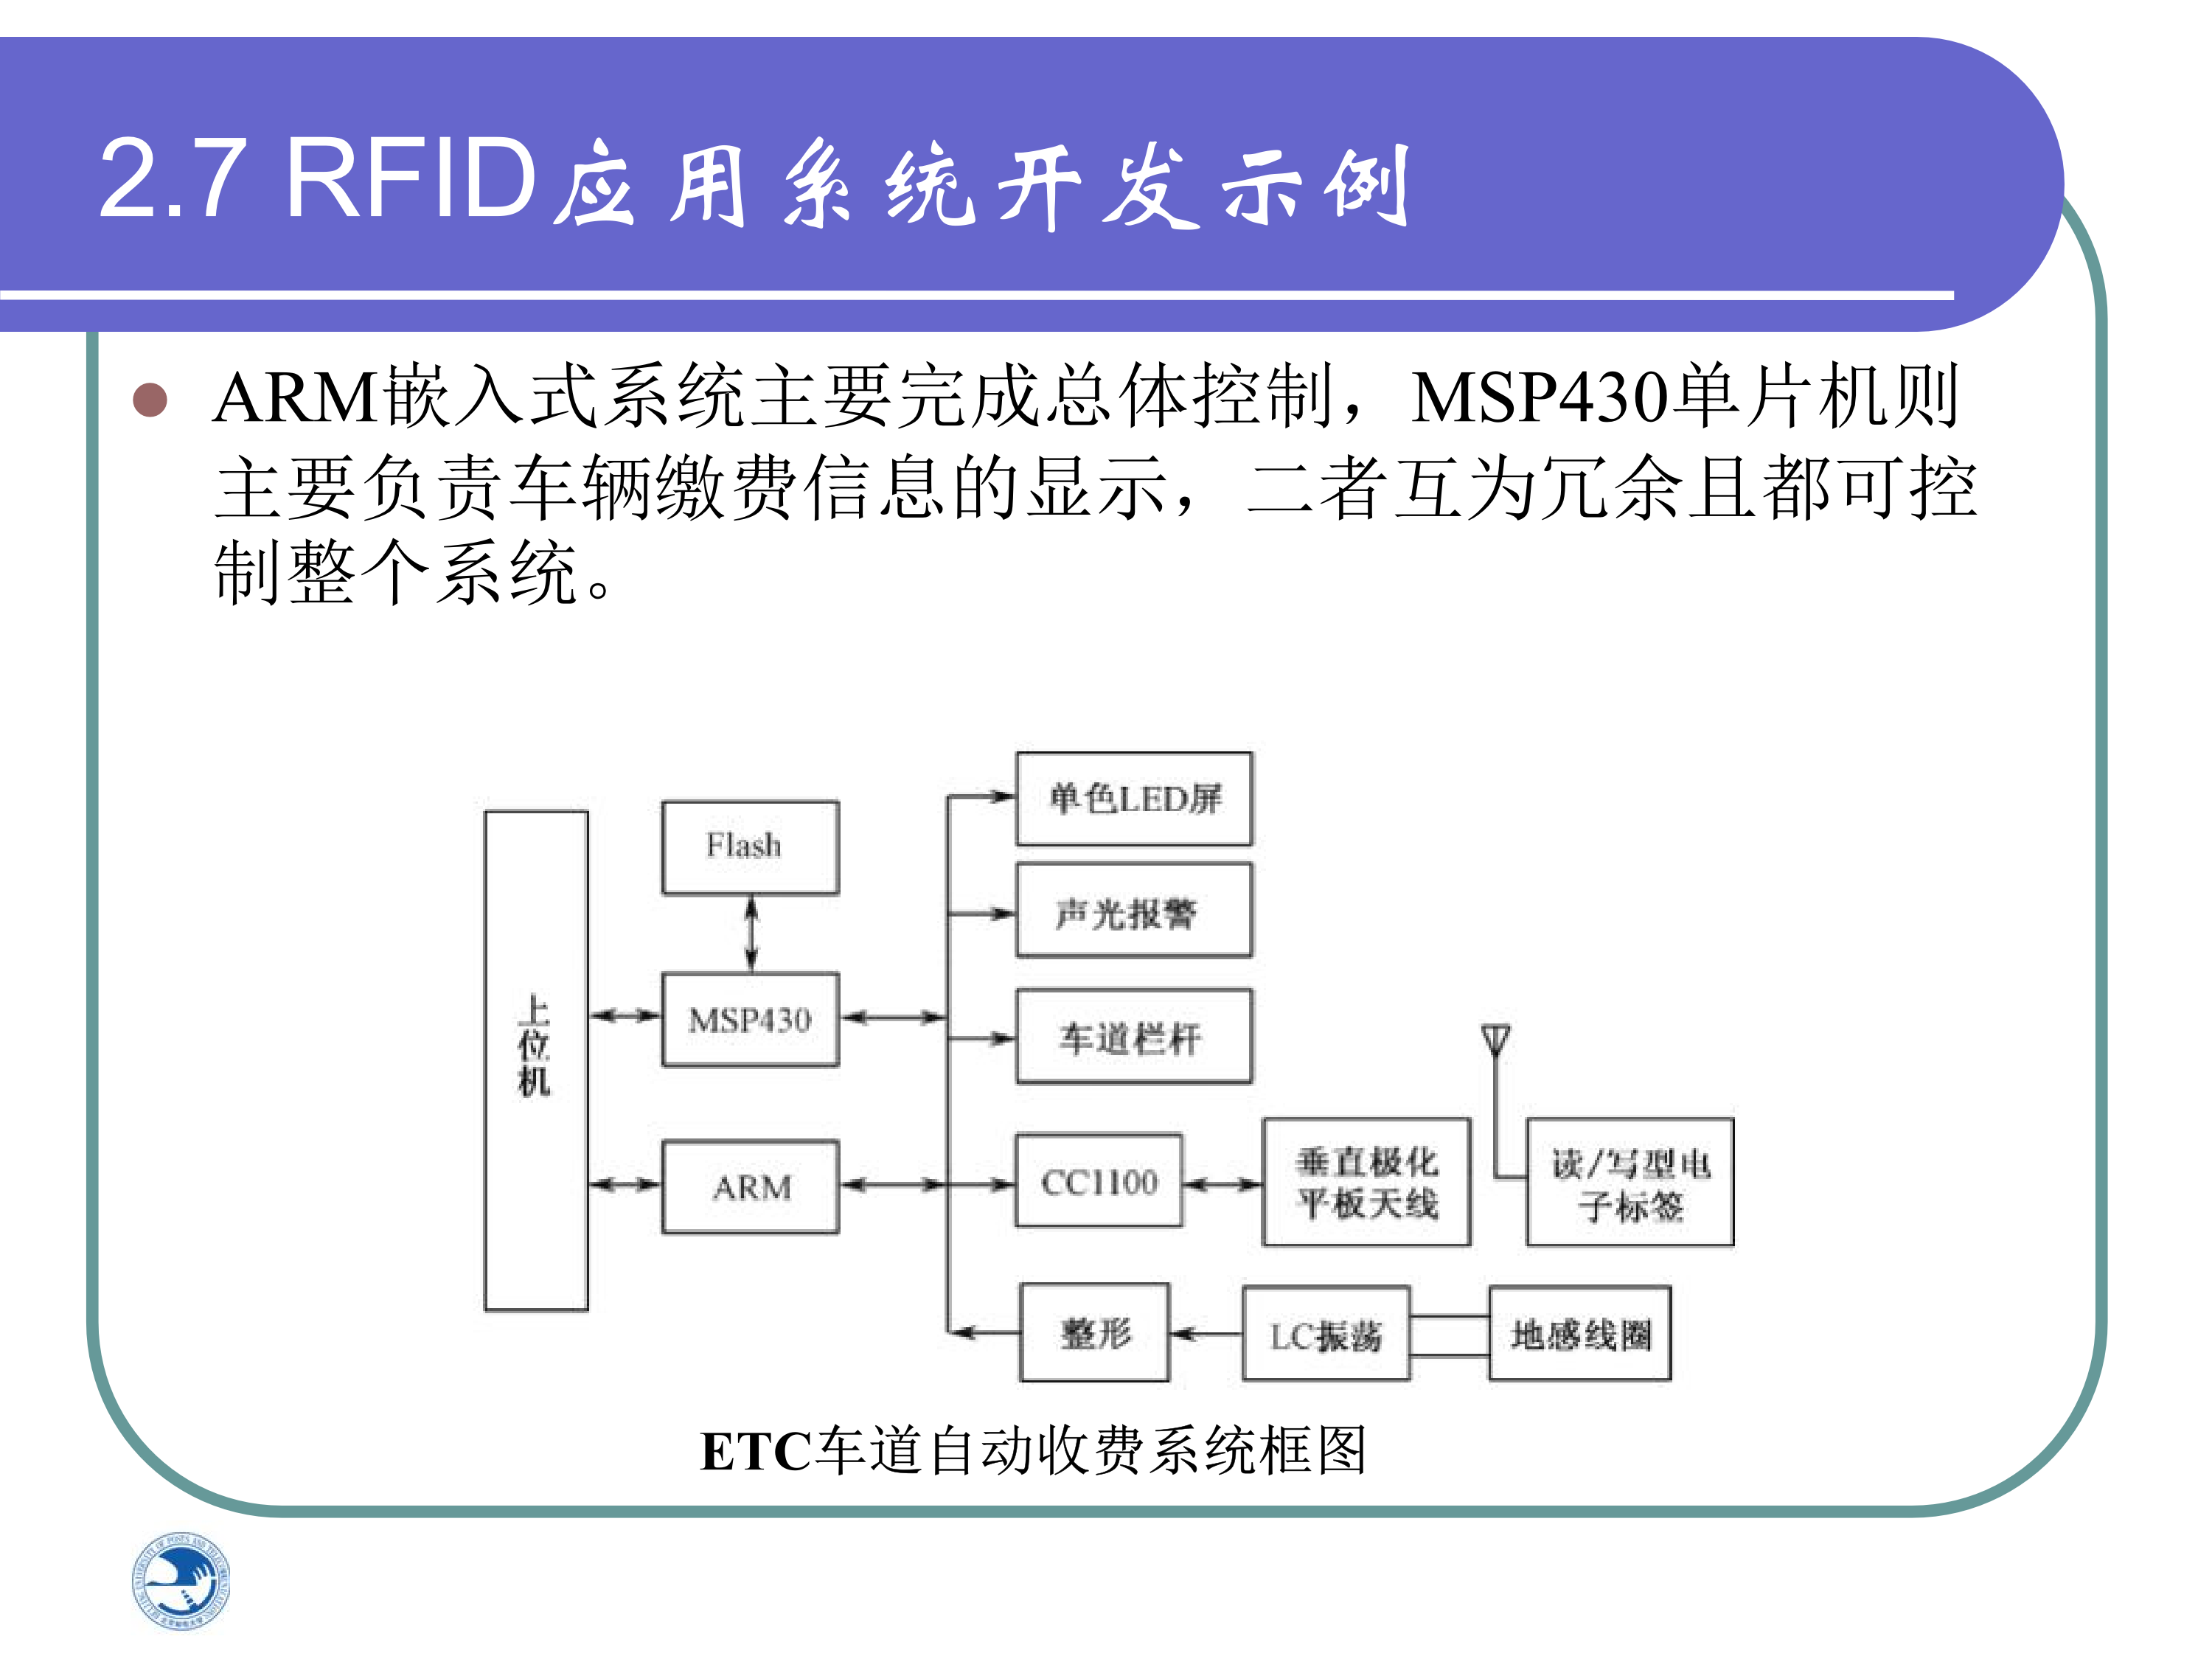 2.7 RFID应用系统开发示例
ARM嵌入式系统主要完成总体控制，MSP430单片机则
主要负责车辆缴费信息的显示，二者互为冗余且都可控
制整个系统。
上位机
Flash
MSP430
ARM
单色LED屏
声光报警
车道栏杆
CC1100
垂直极化
平板天线
读/写型电
子标签
整形
LC振荡
地感线圈
ETC车道自动收费系统框图